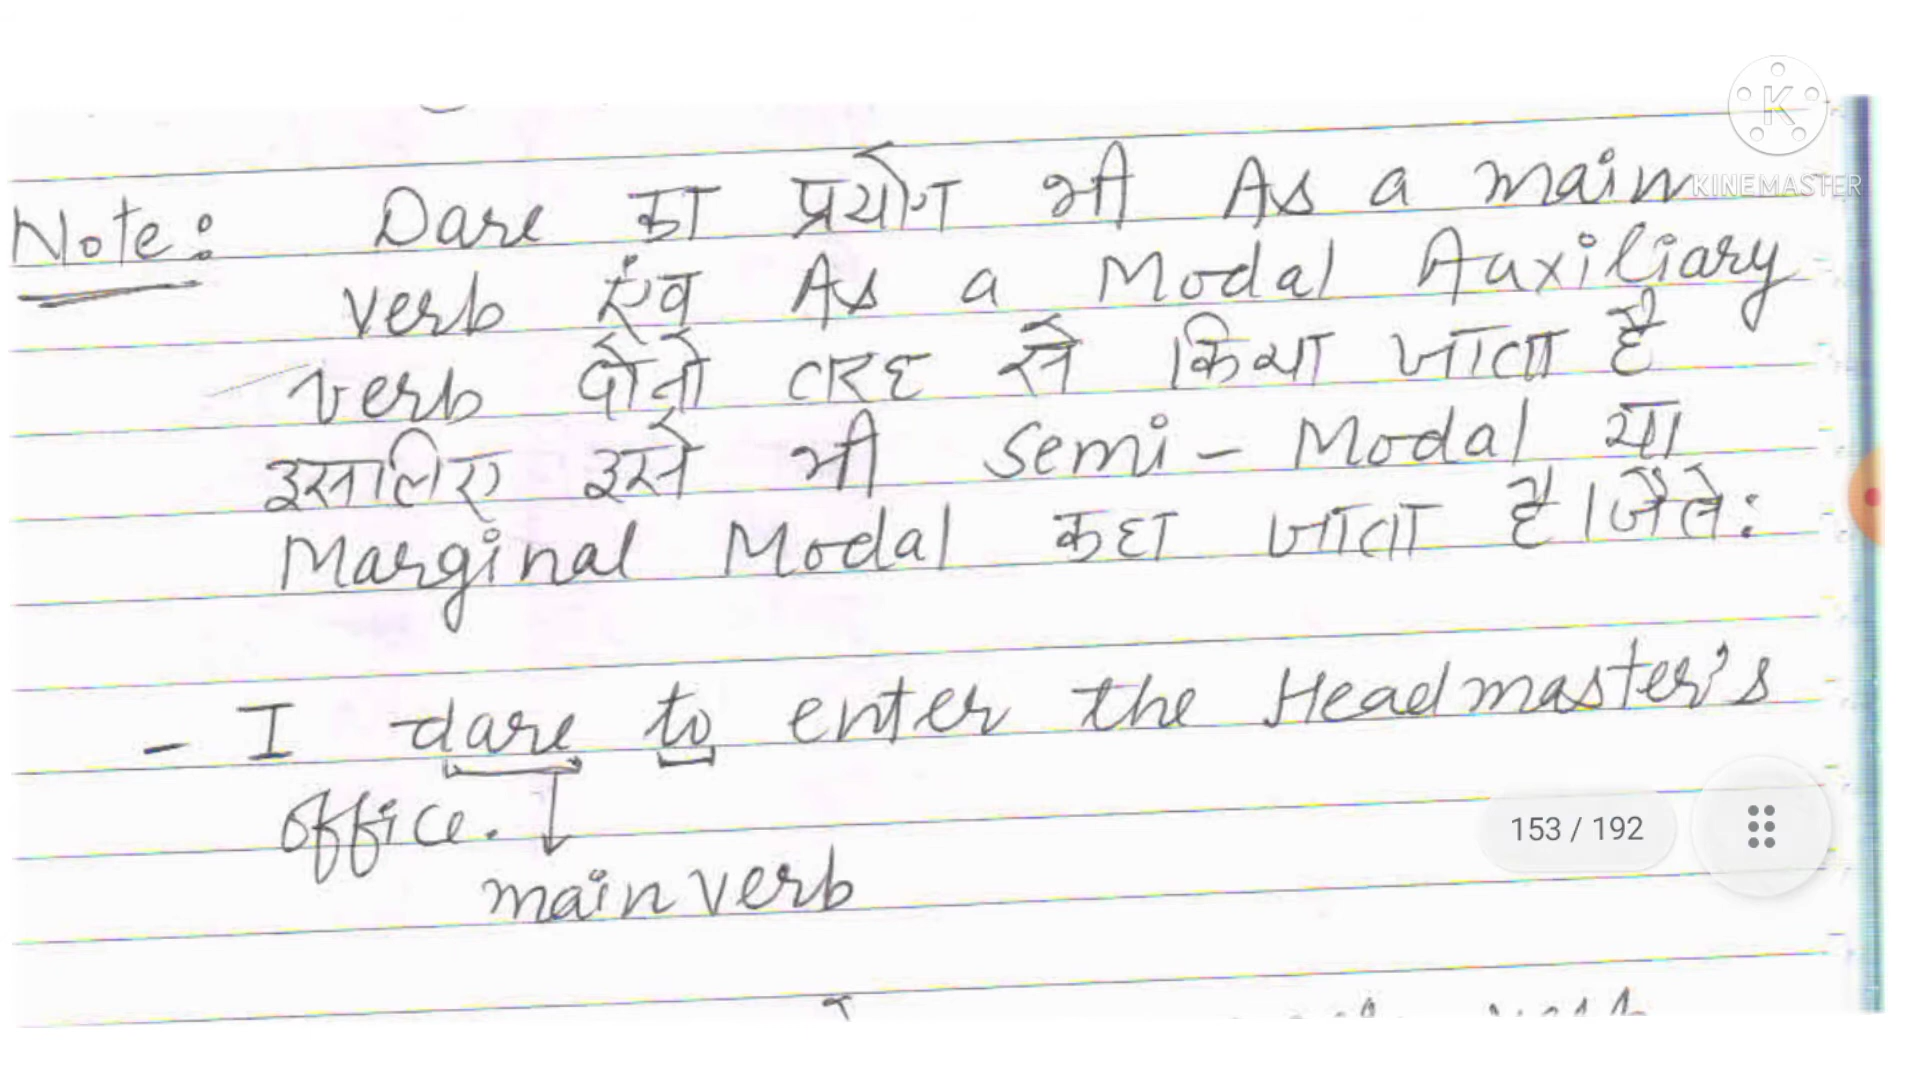 KINEMASTER
Note: Dare का प्रयोग भी As a main
verb एंव As a Modal Auxiliary
verb दोनो तरह से किया जाता है
इसलिए इसे भी Semi - Modal या
Marginal Modal कहा जाता है। जैसे:
- I dare to enter the Headmaster's
office.
main verb
153 / 192